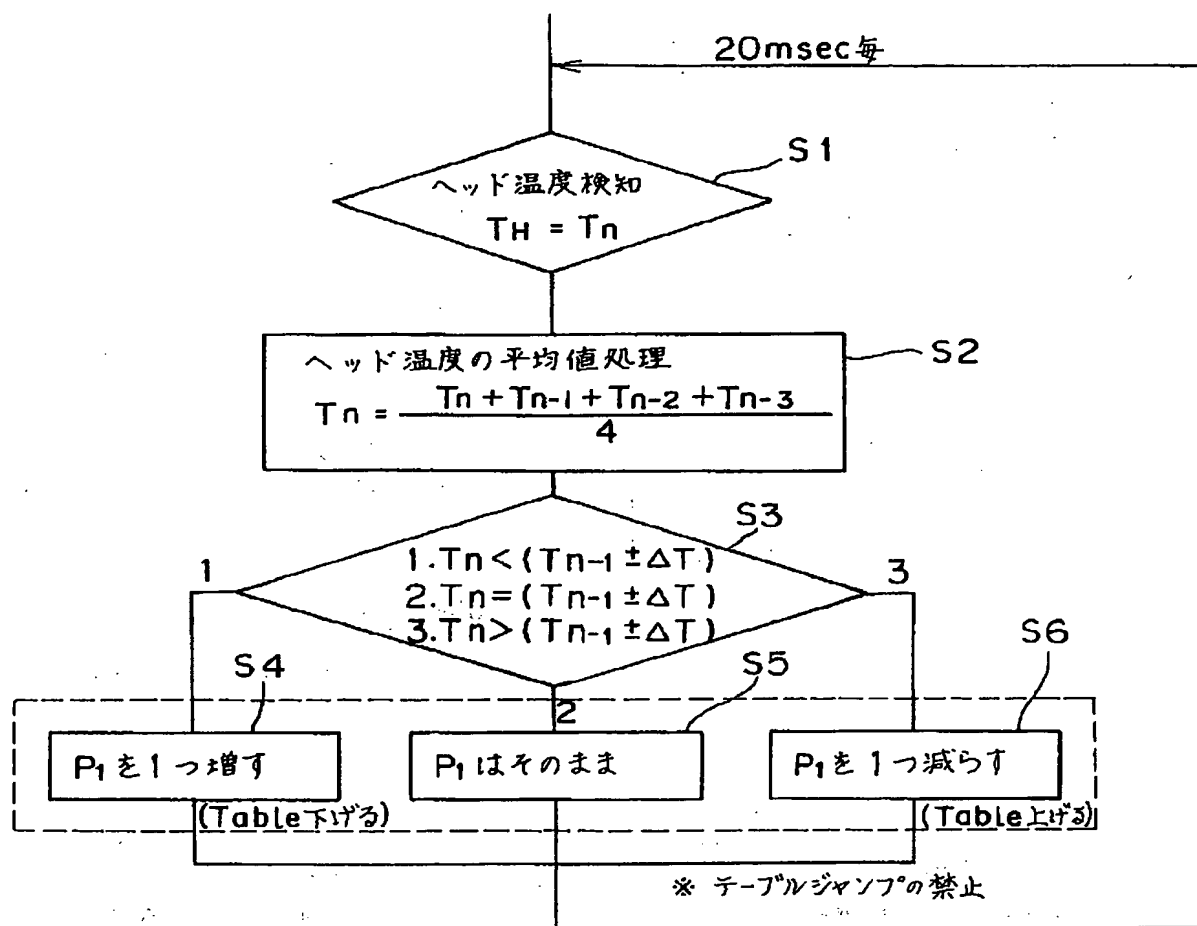 20msec毎
S1
ヘッド温度検知
TH = Tn
S2
ヘッド温度の平均値処理
Tn = (Tn + Tn-1 + Tn-2 + Tn-3) / 4
S3
1.Tn<(Tn-1 ±ΔT)
2.Tn=(Tn-1 ±ΔT)
3.Tn>(Tn-1 ±ΔT)
1
3
2
S4
S5
S6
P1を1つ増す
P1はそのまま
P1を1つ減らす
(Table下げる)
(Table上げる)
※ テーブルジャンプの禁止